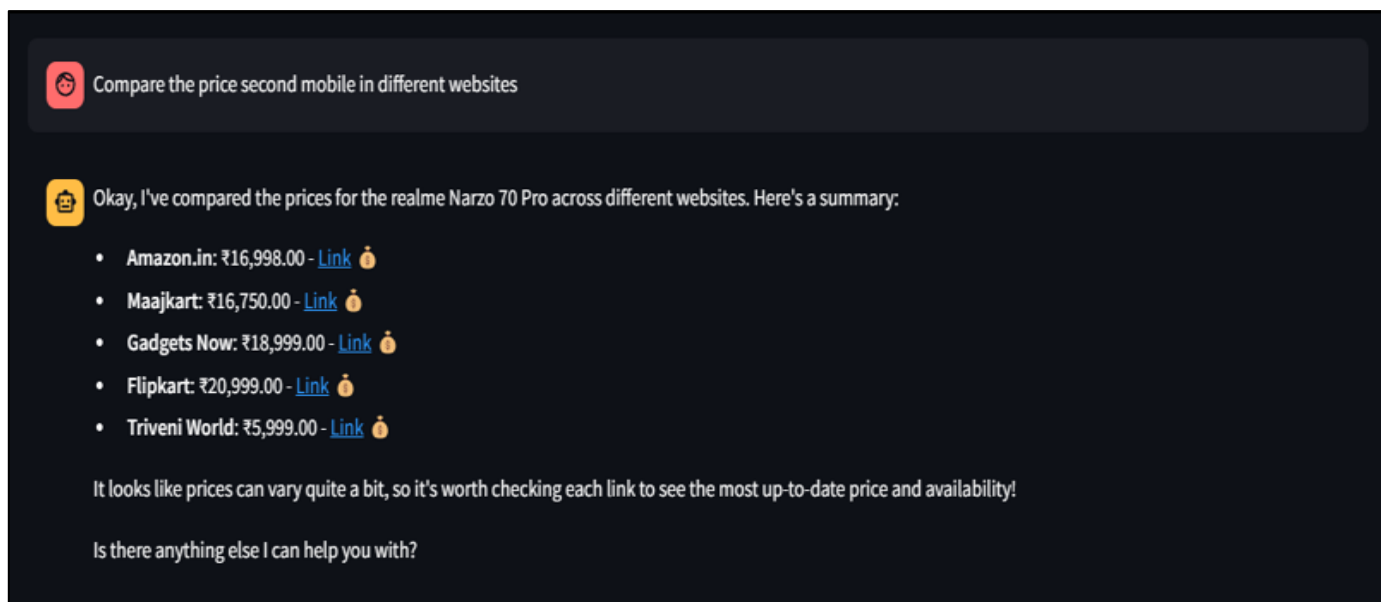 Compare the price second mobile in different websites
Okay, I've compared the prices for the realme Narzo 70 Pro across different websites. Here's a summary:
• Amazon.in: ₹16,998.00 - Link 💰
• Maajkart: ₹16,750.00 - Link 💰
• Gadgets Now: ₹18,999.00 - Link 💰
• Flipkart: ₹20,999.00 - Link 💰
• Triveni World: ₹5,999.00 - Link 💰
It looks like prices can vary quite a bit, so it's worth checking each link to see the most up-to-date price and availability!
Is there anything else I can help you with?